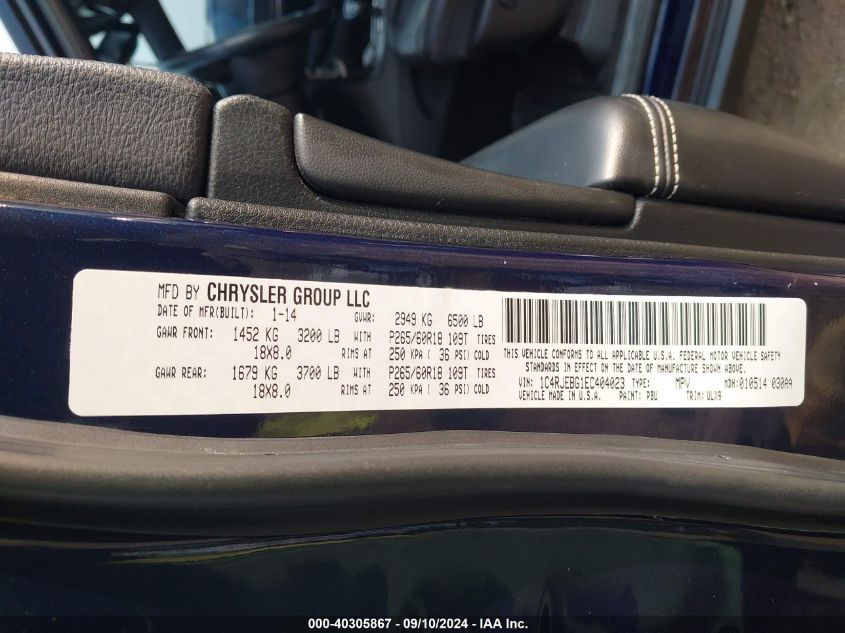 MFD BY CHRYSLER GROUP LLC
DATE OF MFR(BUILT): 1-14 GVWR: 2949 KG 6500 LB
GAWR FRONT: 1452 KG 3200 LB WITH P265/60R18 109T TIRES
18X8.0 RIMS AT 250 KPA ( 36 PSI) COLD
GAWR REAR: 1679 KG 3700 LB WITH P265/60R18 109T TIRES
18X8.0 RIMS AT 250 KPA ( 36 PSI) COLD
THIS VEHICLE CONFORMS TO ALL APPLICABLE U.S.A. FEDERAL MOTOR VEHICLE SAFETY
STANDARDS IN EFFECT ON THE DATE OF MANUFACTURE SHOWN ABOVE.
VIN: 1C4RJEBG1EC404023 TYPE: MPV MDH:010514 0309A
VEHICLE MADE IN U.S.A. PAINT: PBU TRIM: ULX9
000-40305867 - 09/10/2024 - IAA Inc.